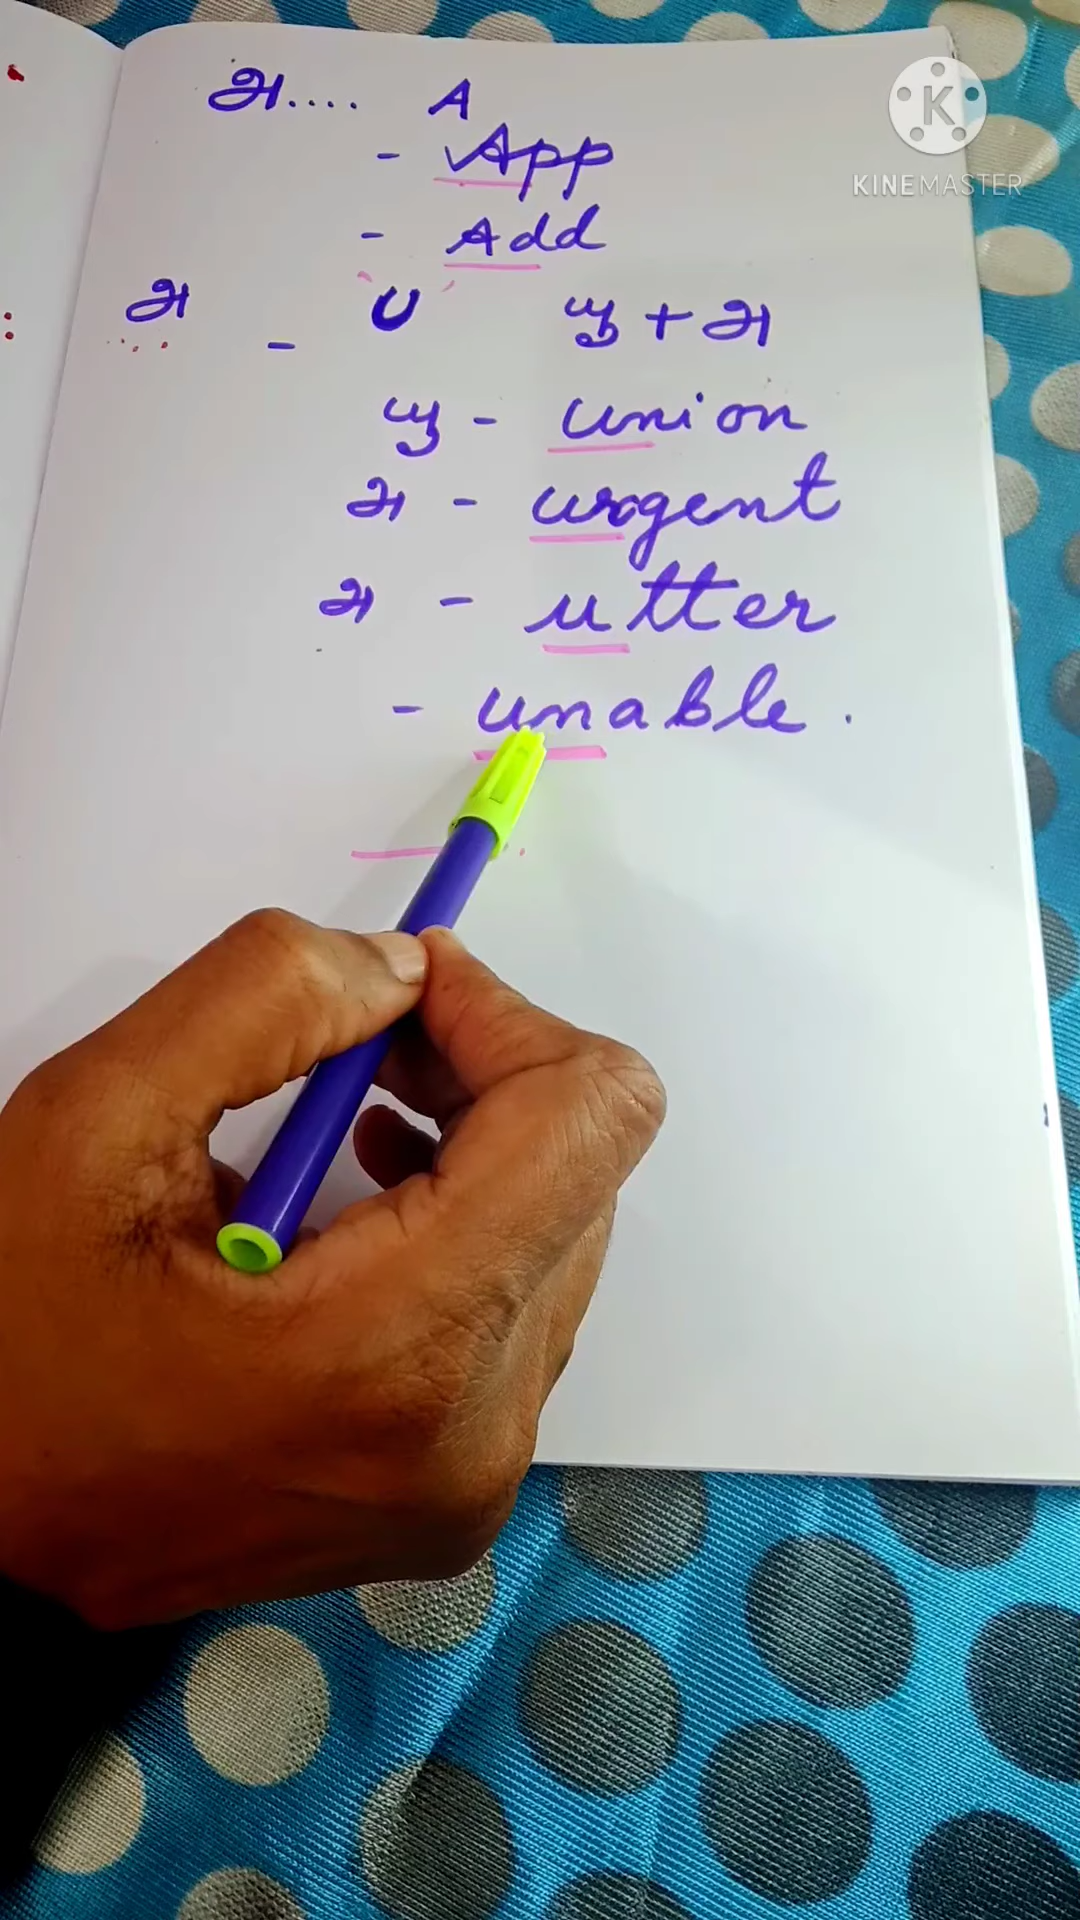 அ.... A
- App
- Add
அ - U யு + அ
யு - union
அ - urgent
அ - utter
- unable.
KINEMASTER